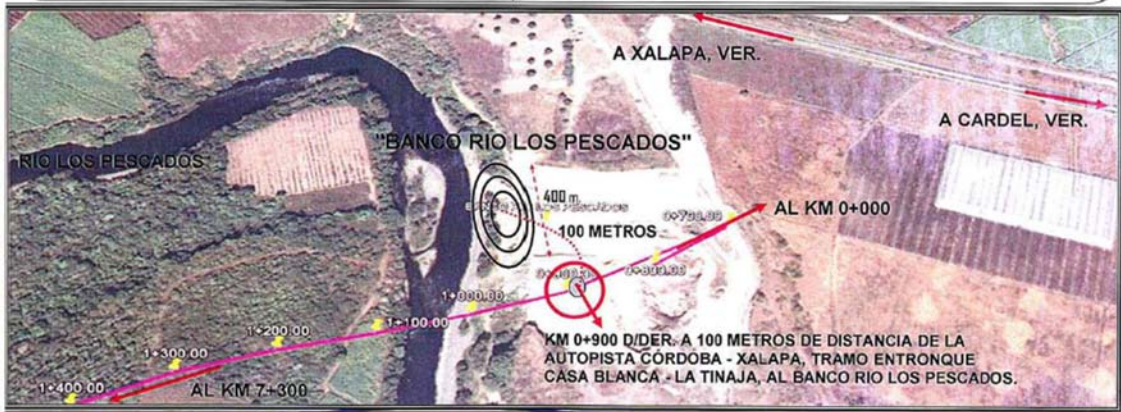 A XALAPA, VER.
A CARDEL, VER.
"BANCO RIO LOS PESCADOS"
RIO LOS PESCADOS
400 m.
LOS PESCADOS
100 METROS
0+700.00
AL KM 0+000
0+800.00
1+000.00
1+100.00
1+200.00
1+300.00
1+400.00
AL KM 7+300
KM 0+900 D/DER. A 100 METROS DE DISTANCIA DE LA
AUTOPISTA CÓRDOBA - XALAPA, TRAMO ENTRONQUE
CASA BLANCA - LA TINAJA, AL BANCO RIO LOS PESCADOS.